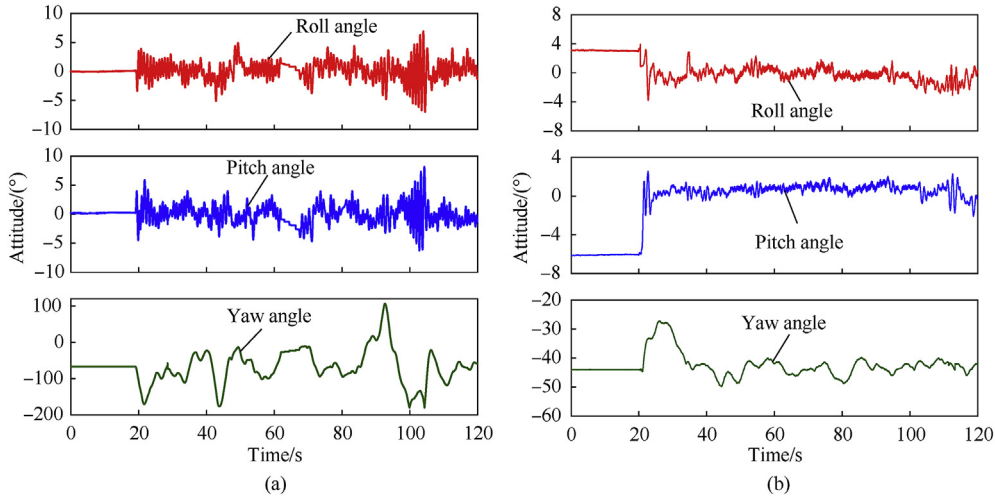 10
5
0
−5
−10
Roll angle
10
5
0
−5
−10
Pitch angle
Attitude/(°)
100
0
−100
−200
Yaw angle
0 20 40 60 80 100 120
Time/s
(a)
8
4
0
−4
−8
Roll angle
4
0
−4
−8
Pitch angle
Attitude/(°)
−20
−30
−40
−50
−60
Yaw angle
0 20 40 60 80 100 120
Time/s
(b)